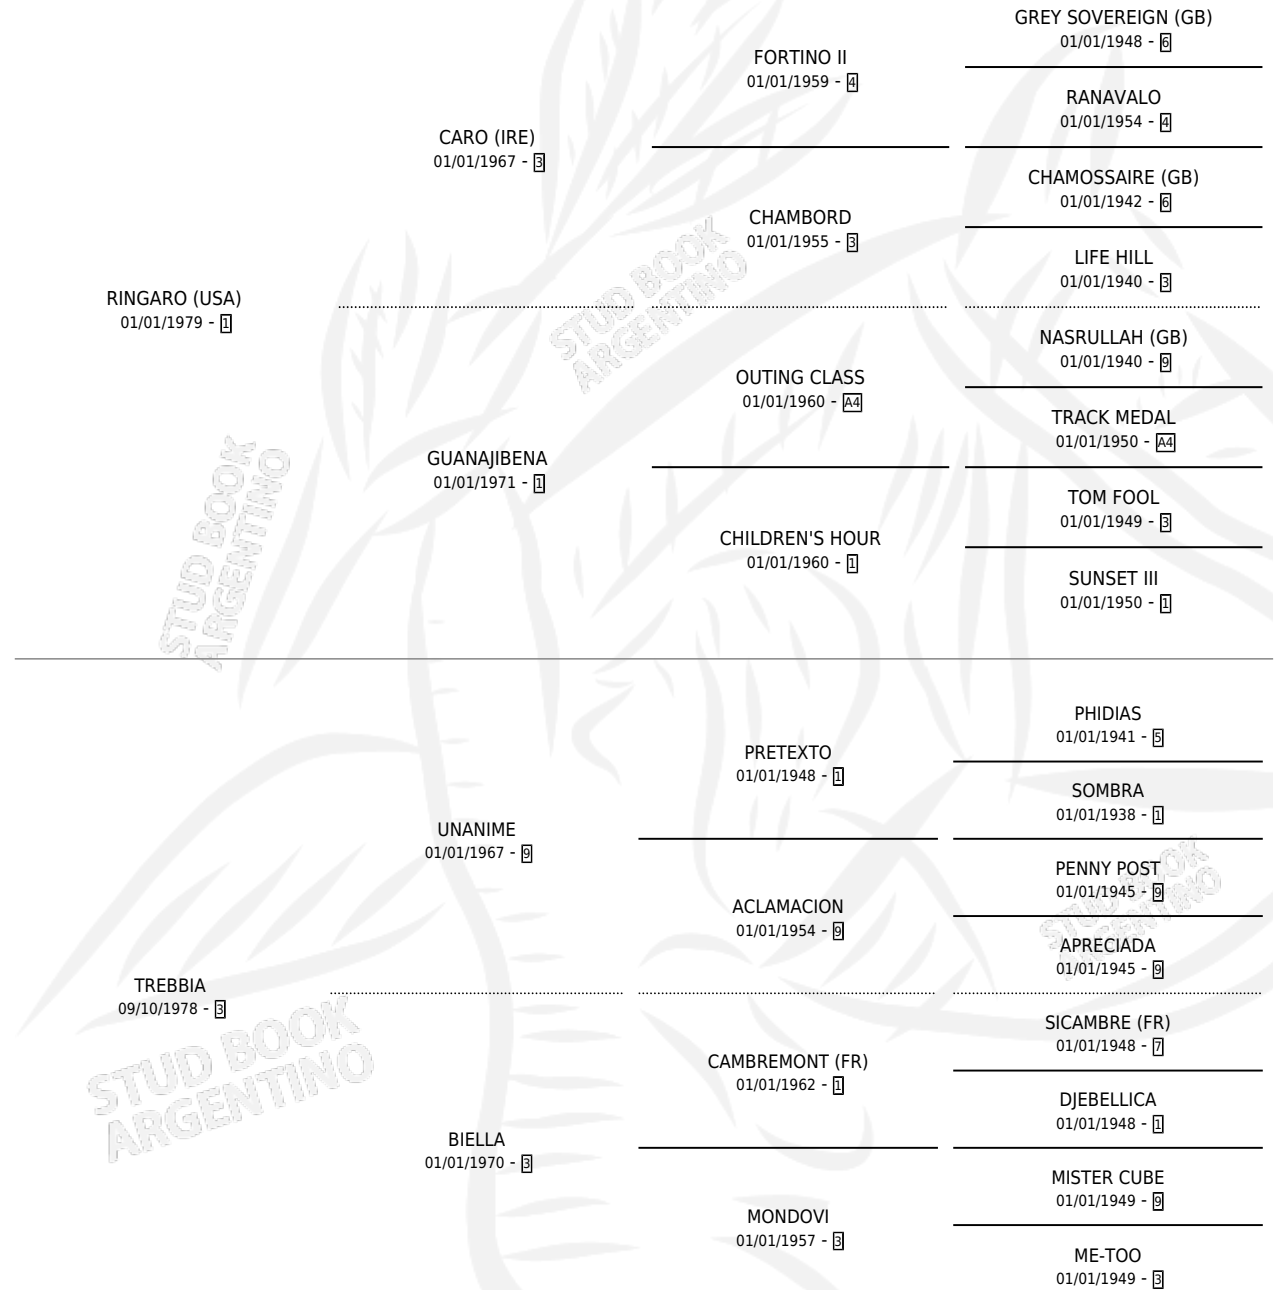 GREY SOVEREIGN (GB)
01/01/1948 - 6
FORTINO II
01/01/1959 - 4
RANAVALO
01/01/1954 - 4
CARO (IRE)
01/01/1967 - 3
CHAMOSSAIRE (GB)
01/01/1942 - 6
CHAMBORD
01/01/1955 - 3
LIFE HILL
01/01/1940 - 3
RINGARO (USA)
01/01/1979 - 1
STUD BOOK
ARGENTINO
NASRULLAH (GB)
01/01/1940 - 9
OUTING CLASS
01/01/1960 - A4
TRACK MEDAL
01/01/1950 - A4
GUANAJIBENA
01/01/1971 - 1
TOM FOOL
01/01/1949 - 3
CHILDREN'S HOUR
01/01/1960 - 1
SUNSET III
01/01/1950 - 1
STUD BOOK
ARGENTINO
PHIDIAS
01/01/1941 - 5
PRETEXTO
01/01/1948 - 1
SOMBRA
01/01/1938 - 1
UNANIME
01/01/1967 - 9
PENNY POST
01/01/1945 - 9
ACLAMACION
01/01/1954 - 9
STUD BOOK
ARGENTINO
APRECIADA
01/01/1945 - 9
TREBBIA
09/10/1978 - 3
SICAMBRE (FR)
01/01/1948 - 7
CAMBREMONT (FR)
01/01/1962 - 1
DJEBELLICA
01/01/1948 - 1
STUD BOOK
ARGENTINO
BIELLA
01/01/1970 - 3
MISTER CUBE
01/01/1949 - 9
MONDOVI
01/01/1957 - 3
ME-TOO
01/01/1949 - 3